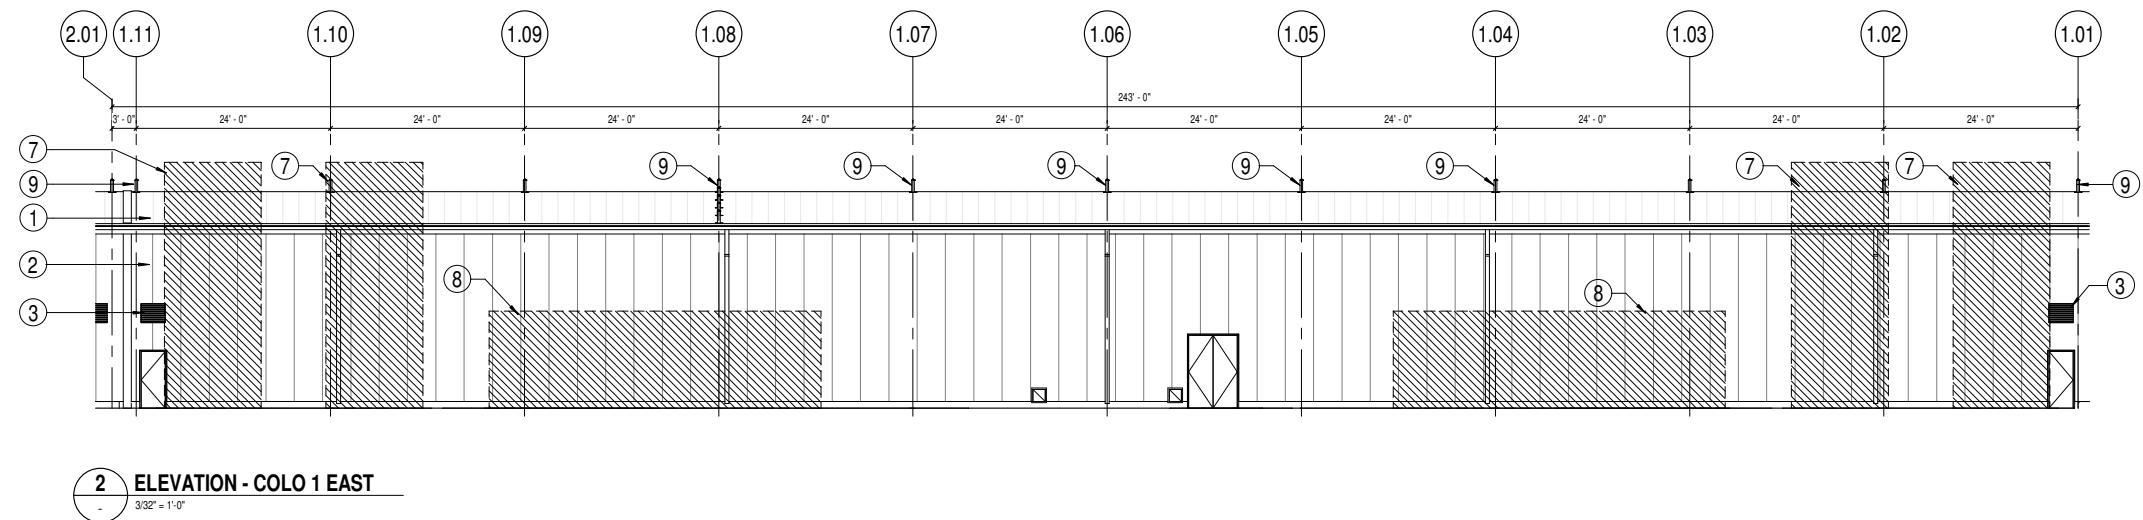 2.01 1.11 1.10 1.09 1.08 1.07 1.06 1.05 1.04 1.03 1.02 1.01
243' - 0"
3' - 0" 24' - 0" 24' - 0" 24' - 0" 24' - 0" 24' - 0" 24' - 0" 24' - 0" 24' - 0" 24' - 0" 24' - 0"
7 7 9 9 9 9 9 7 7
9 9
1
2
8 8
3 3
2 ELEVATION - COLO 1 EAST
- 3/32" = 1'-0"